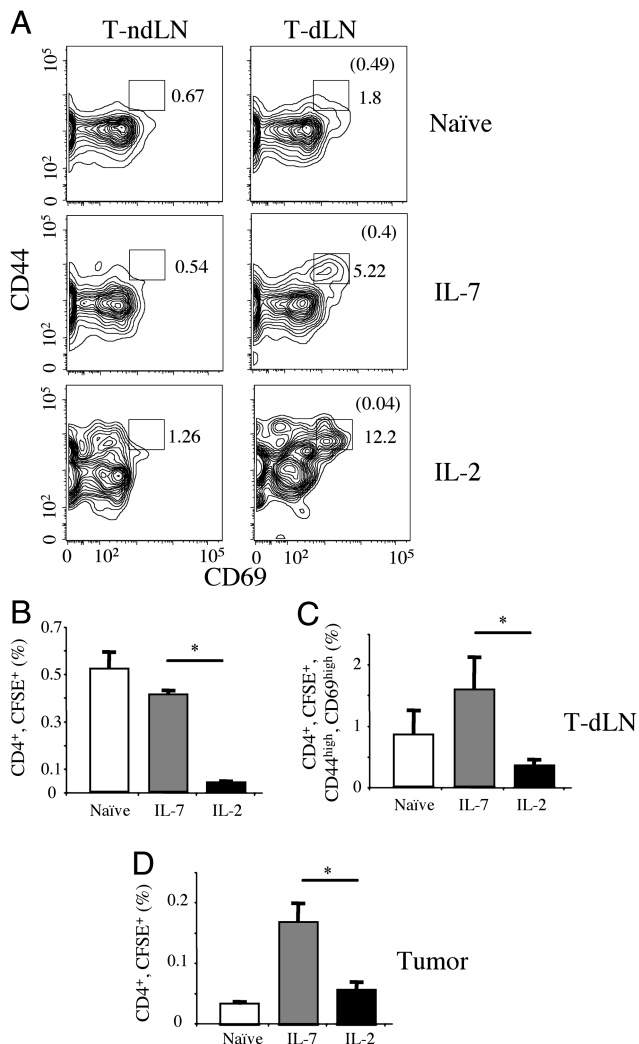 A
T-ndLN T-dLN
10⁵ 10² 0
0.67
(0.49)
1.8
Naïve
CD44
10⁵ 10² 0
0.54
(0.4)
5.22
IL-7
10⁵ 10² 0
1.26
(0.04)
12.2
IL-2
0 10² 10⁵ 0 10² 10⁵
CD69
B
CD4⁺, CFSE⁺ (%)
0.7
0.5
0.3
0.1
0
*
Naïve IL-7 IL-2
C
CD4⁺, CFSE⁺,
CD44ʰⁱᵍʰ, CD69ʰⁱᵍʰ (%)
2
1
0
*
Naïve IL-7 IL-2
T-dLN
D
CD4⁺, CFSE⁺ (%)
0.2
0.1
0
*
Naïve IL-7 IL-2
Tumor